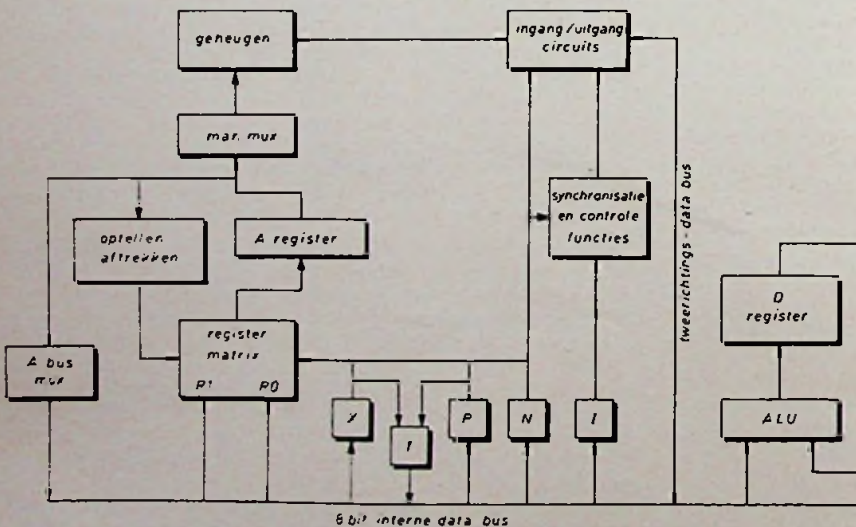 geheugen
ingang/uitgang
circuits
mar. mux
synchronisatie
en controle
functies
optellen
aftrekken
A register
tweerichtings-data bus
D
register
register
matrix
R1 R0
A bus
mux
X
T
P
N
I
ALU
8 bit interne data bus